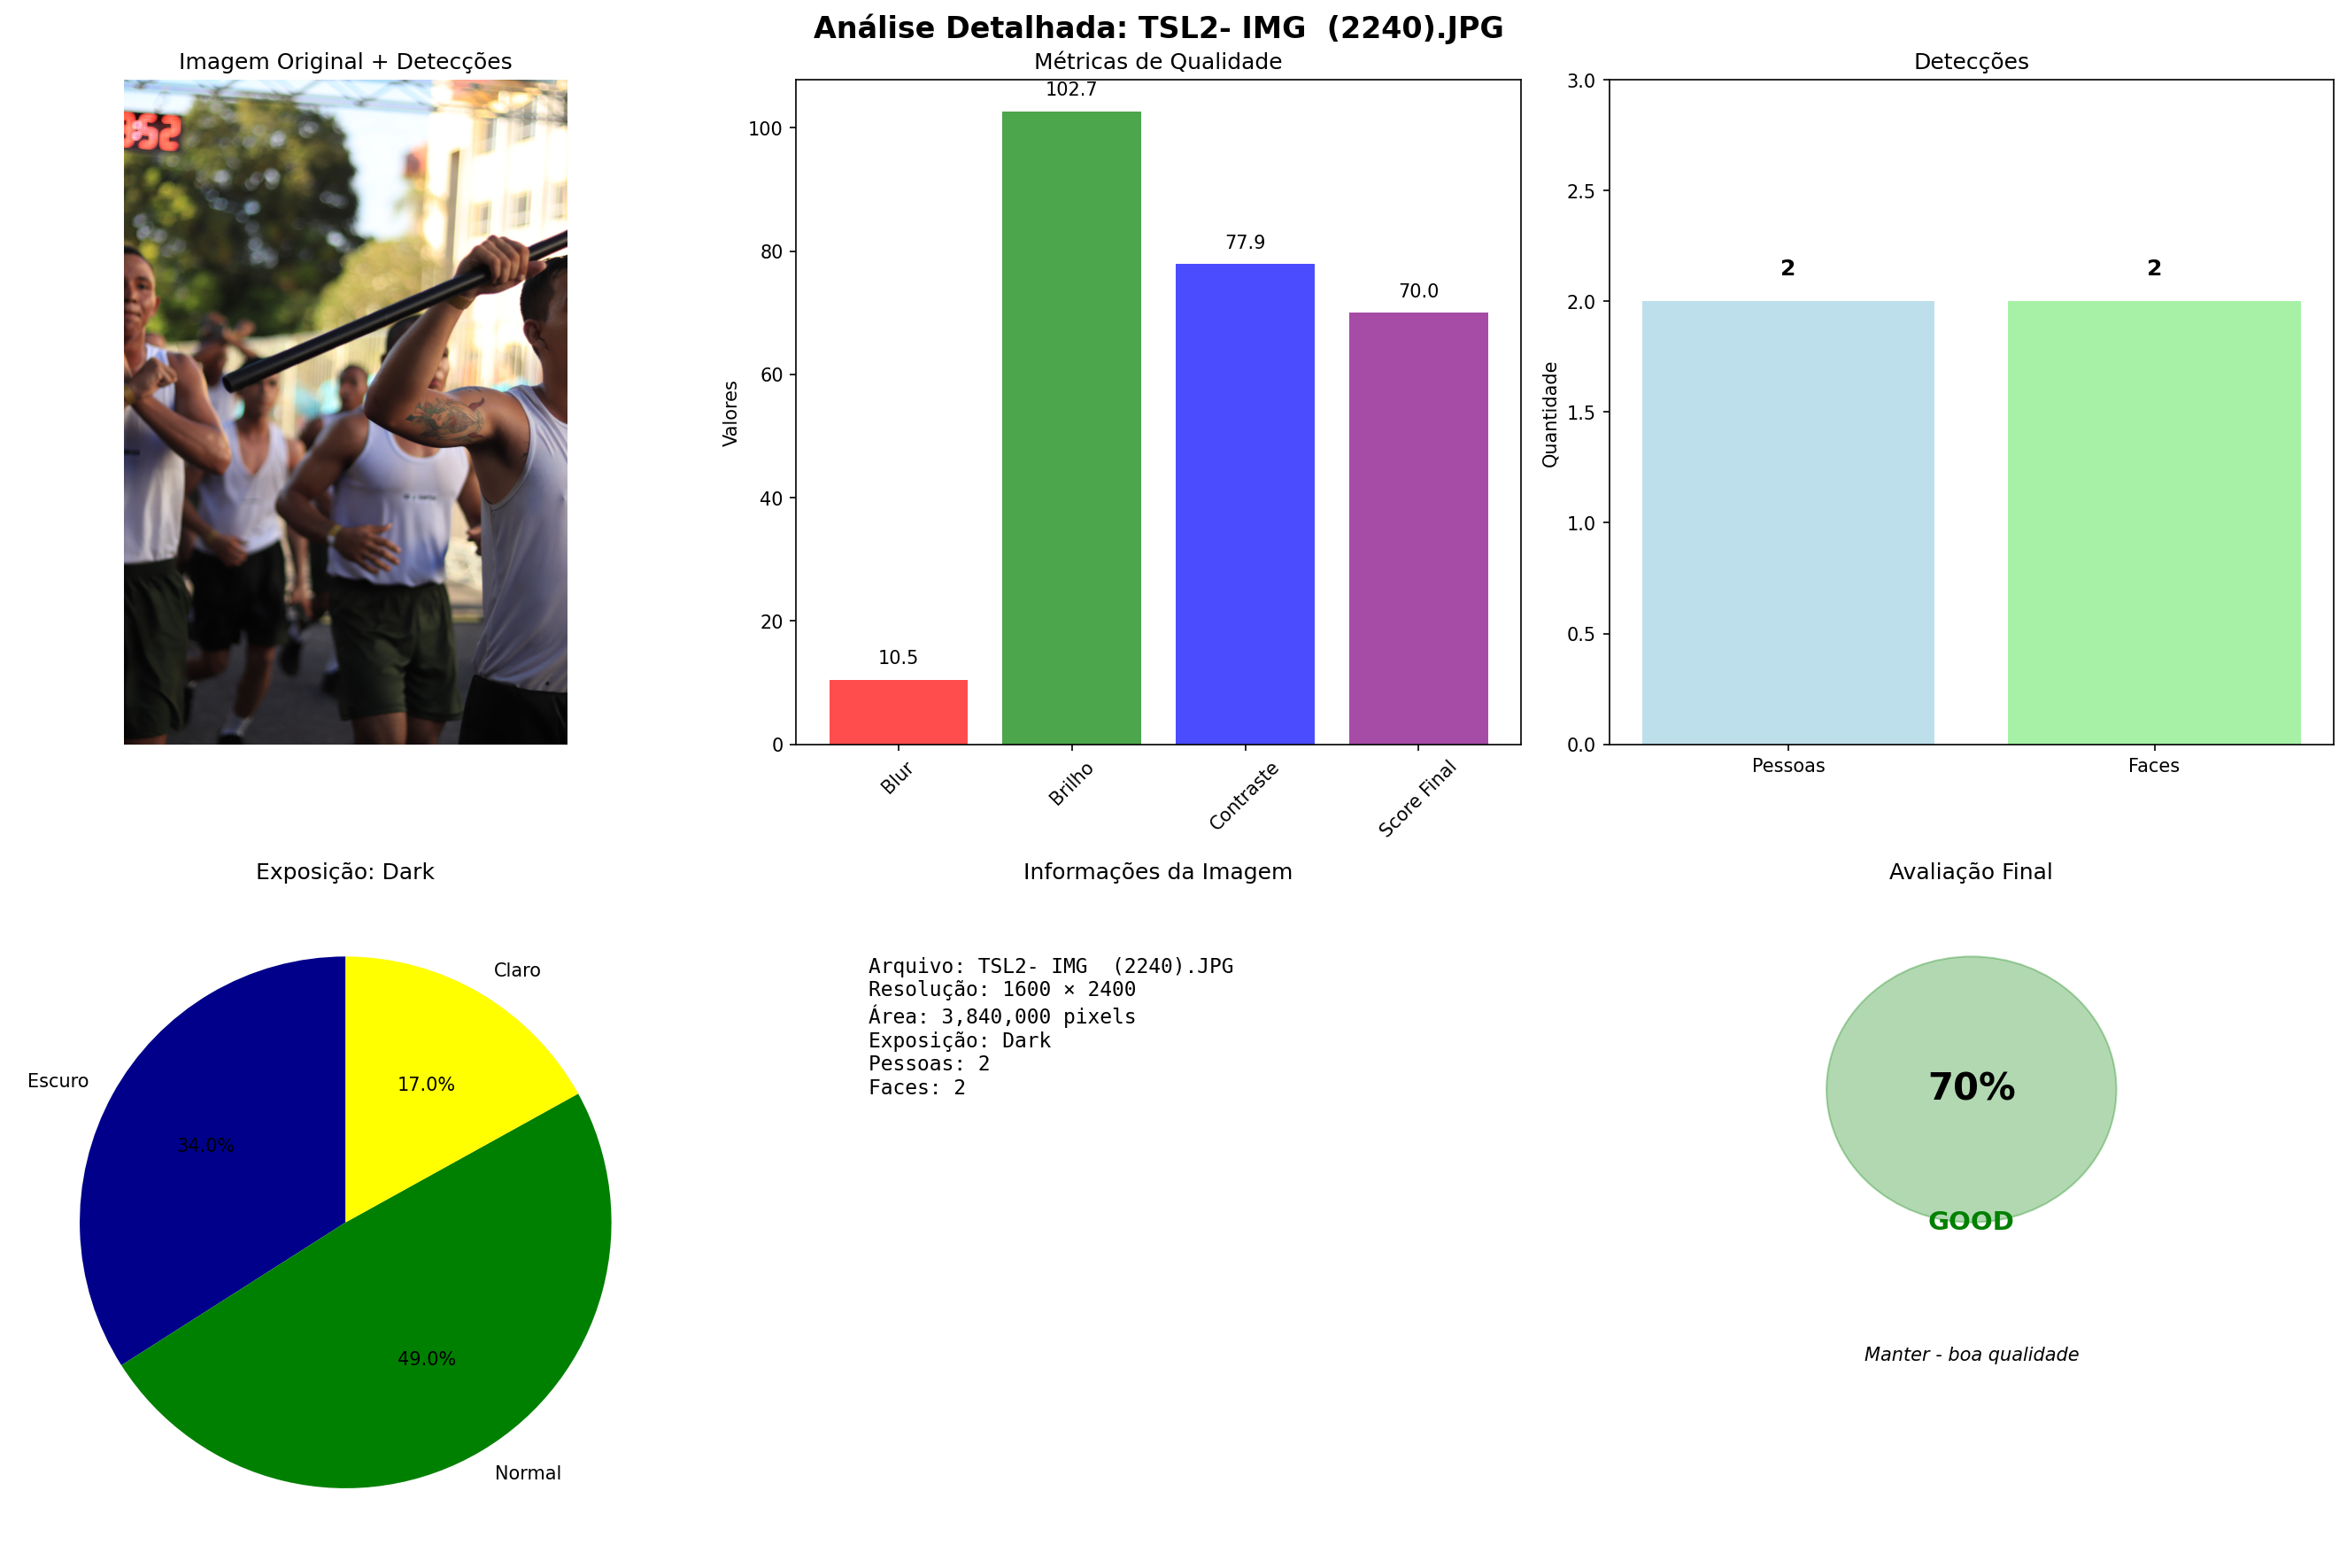 Análise Detalhada: TSL2- IMG  (2240).JPG
Imagem Original + Detecções
:52
Métricas de Qualidade
Valores
100
80
60
40
20
0
10.5
102.7
77.9
70.0
Blur
Brilho
Contraste
Score Final
Detecções
Quantidade
3.0
2.5
2.0
1.5
1.0
0.5
0.0
2
2
Pessoas
Faces
Exposição: Dark
Claro
17.0%
Escuro
34.0%
49.0%
Normal
Informações da Imagem
Arquivo: TSL2- IMG  (2240).JPG
Resolução: 1600 × 2400
Área: 3,840,000 pixels
Exposição: Dark
Pessoas: 2
Faces: 2
Avaliação Final
70%
GOOD
Manter - boa qualidade